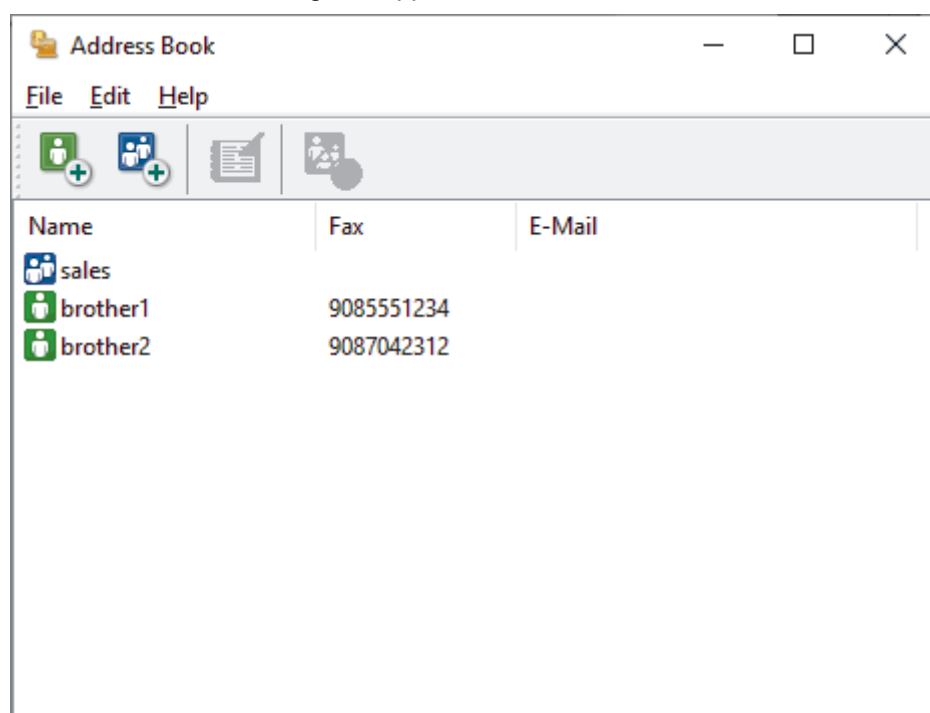 Address Book
File Edit Help
Name Fax E-Mail
sales
brother1 9085551234
brother2 9087042312